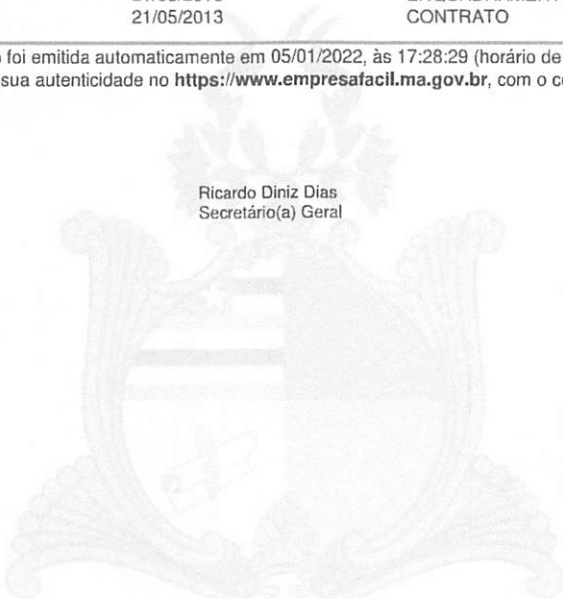 21/05/2013 CONTRATO
foi emitida automaticamente em 05/01/2022, às 17:28:29 (horário de
sua autenticidade no https://www.empresafacil.ma.gov.br, com o
Ricardo Diniz Dias
Secretário(a) Geral